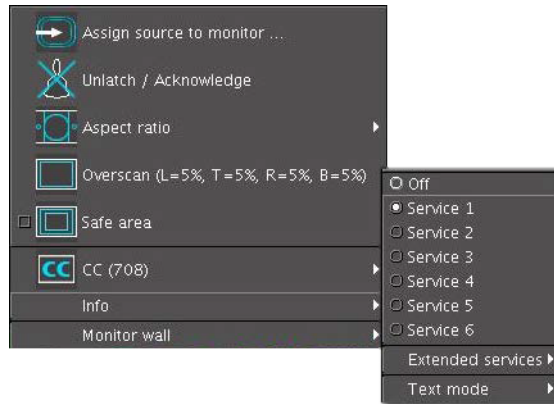 Assign source to monitor ...
Unlatch / Acknowledge
Aspect ratio
Overscan (L=5%, T=5%, R=5%, B=5%)
Safe area
CC CC (708)
Info
Monitor wall
Off
Service 1
Service 2
Service 3
Service 4
Service 5
Service 6
Extended services
Text mode